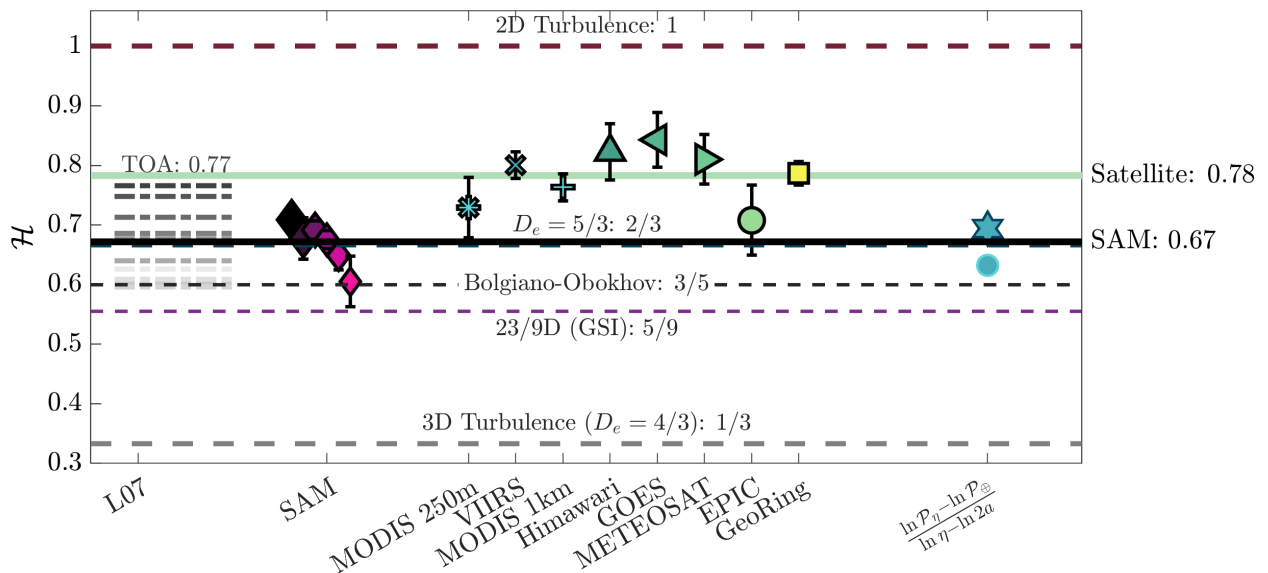 2D Turbulence: 1
1
0.9
0.8
TOA: 0.77
Satellite: 0.78
0.7
D_e = 5/3: 2/3
SAM: 0.67
ℋ
0.6
Bolgiano-Obokhov: 3/5
23/9D (GSI): 5/9
0.5
0.4
3D Turbulence (D_e = 4/3): 1/3
0.3
L07
SAM
MODIS 250m
VIIRS
MODIS 1km
Himawari
GOES
METEOSAT
EPIC
GeoRing
ln 𝒫_η − ln 𝒫_⊕
ln η − ln 2a